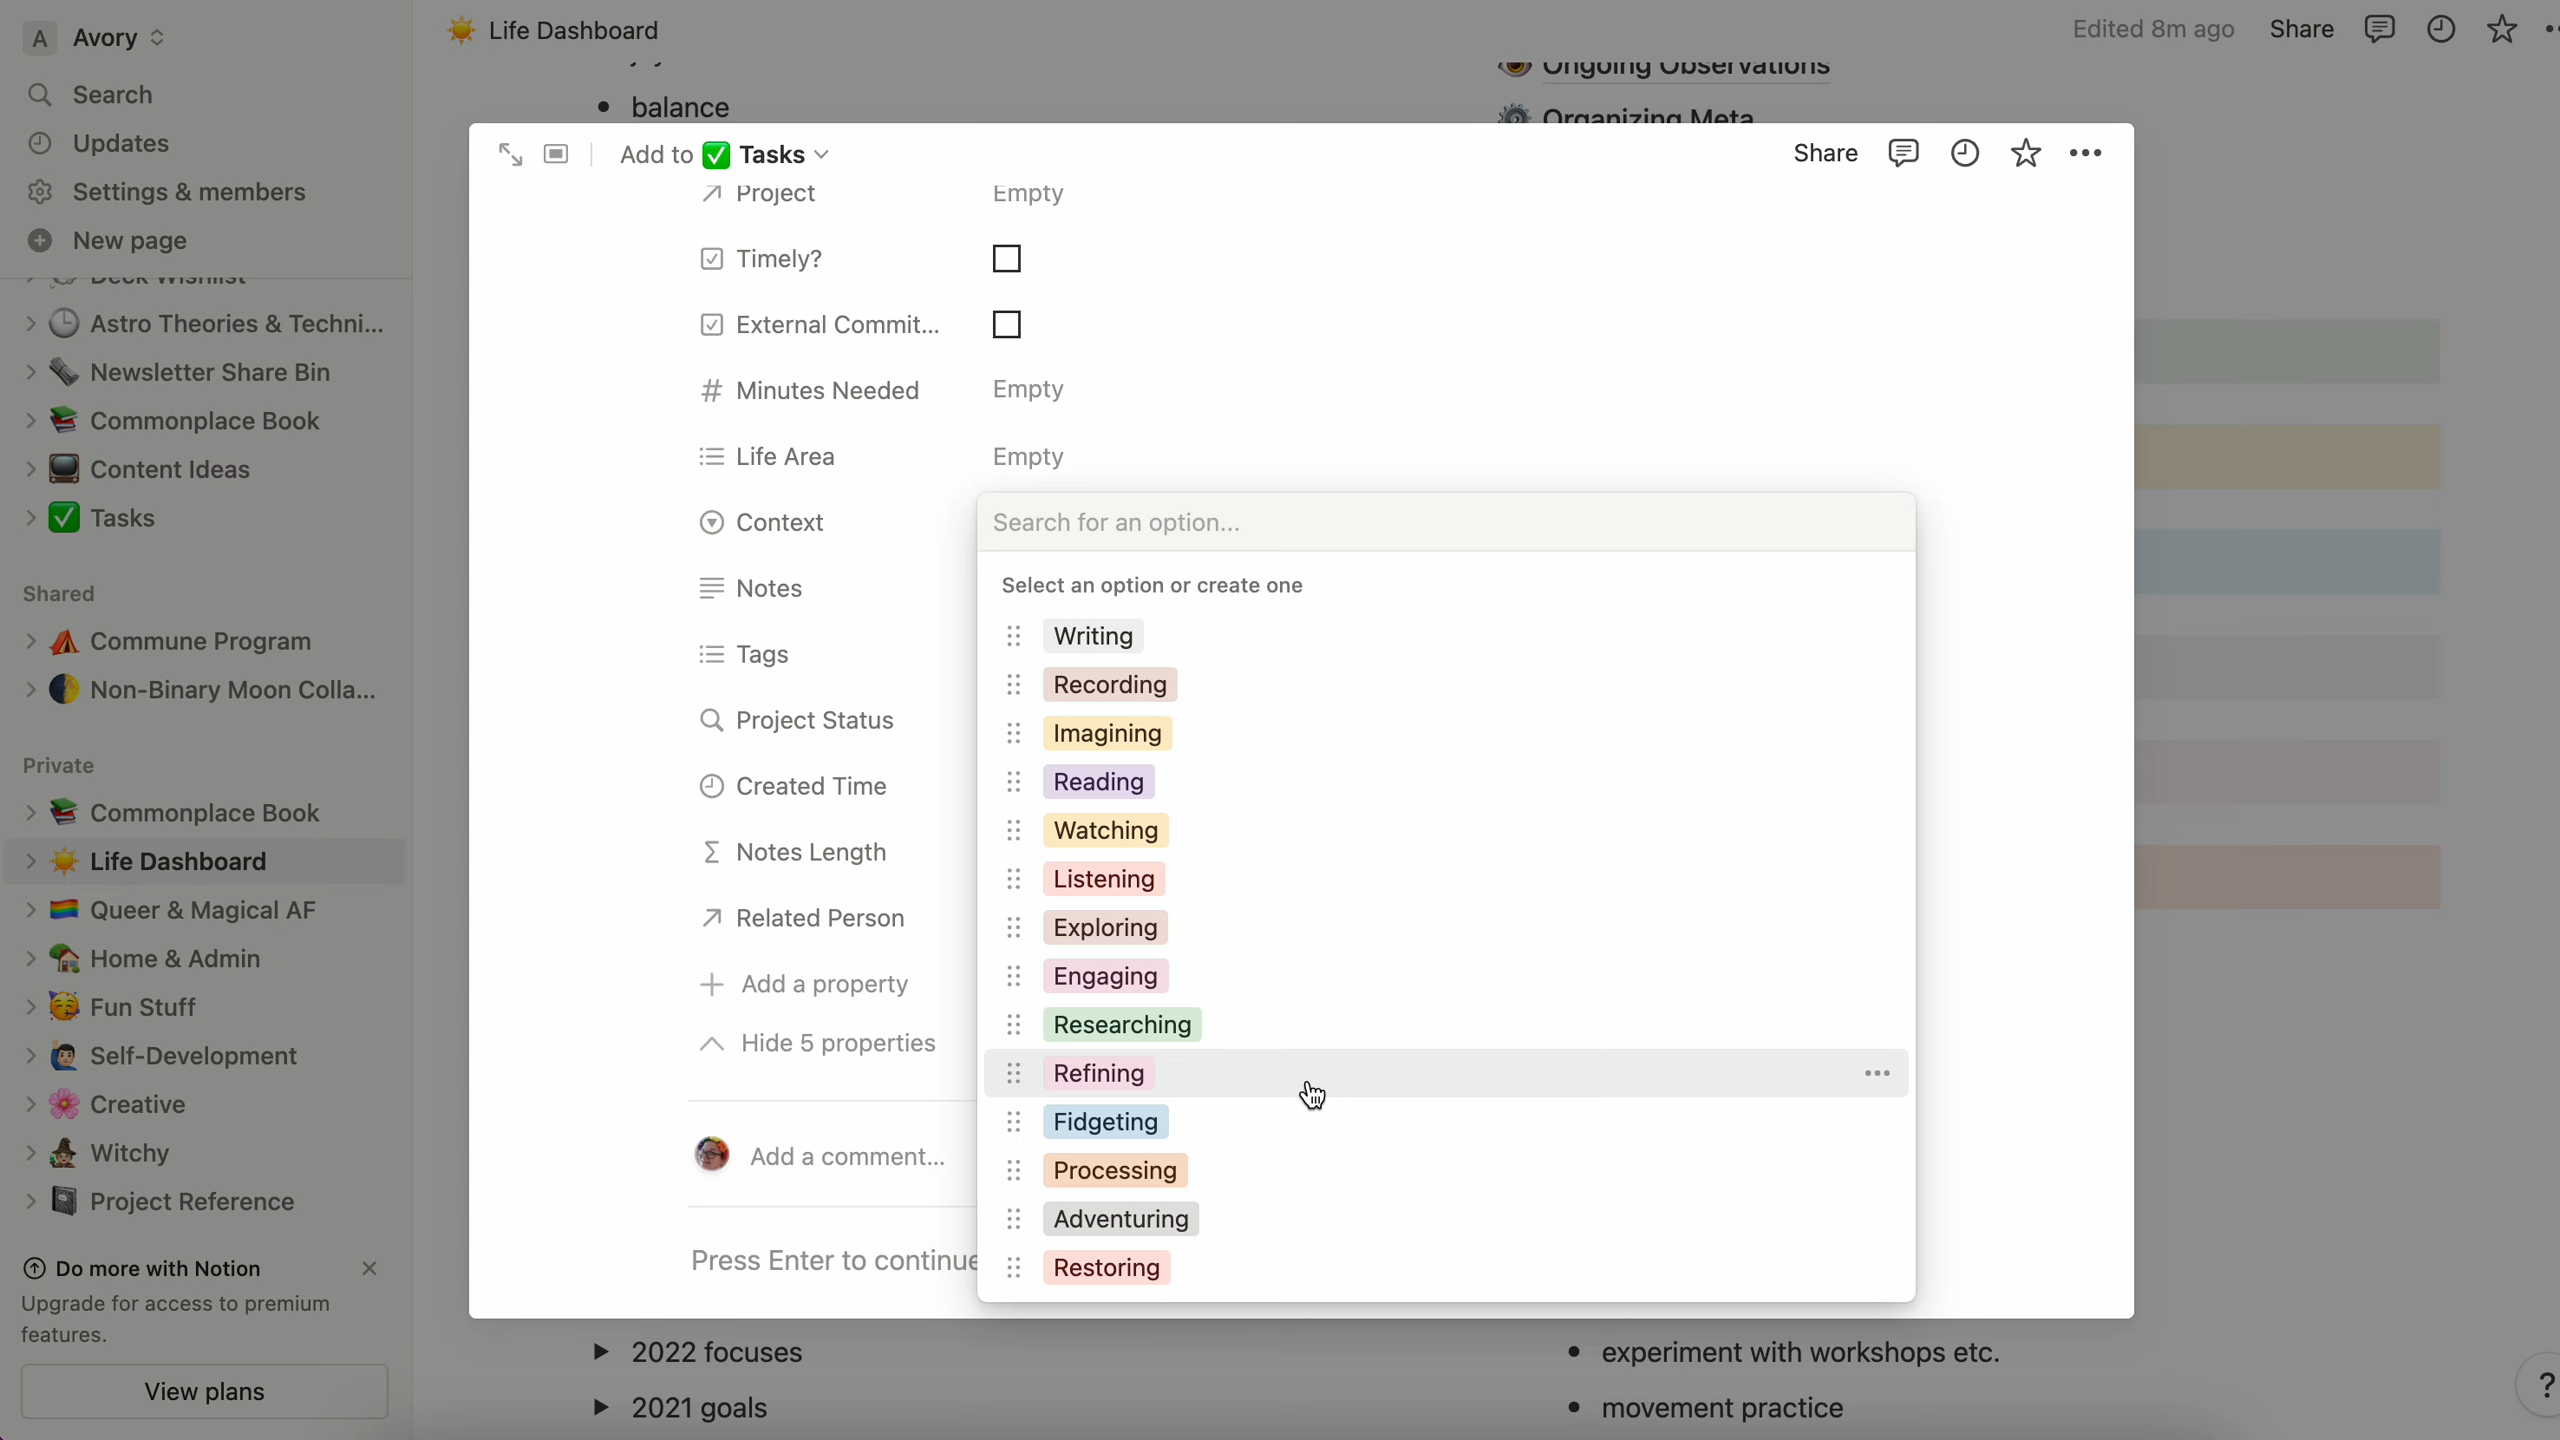 A Avory
Search
Updates
Settings & members
New page
Deck Wishlist
Astro Theories & Techni...
Newsletter Share Bin
Commonplace Book
Content Ideas
Tasks
Shared
Commune Program
Non-Binary Moon Colla...
Private
Commonplace Book
Life Dashboard
Queer & Magical AF
Home & Admin
Fun Stuff
Self-Development
Creative
Witchy
Project Reference
Do more with Notion
Upgrade for access to premium
features.
View plans
Life Dashboard
Edited 8m ago Share
balance
Ongoing Observations
Organizing Meta
Add to Tasks
Share
Project Empty
Timely?
External Commit...
Minutes Needed Empty
Life Area Empty
Context
Notes
Tags
Project Status
Created Time
Notes Length
Related Person
Add a property
Hide 5 properties
Add a comment...
Press Enter to continue
Search for an option...
Select an option or create one
Writing
Recording
Imagining
Reading
Watching
Listening
Exploring
Engaging
Researching
Refining
Fidgeting
Processing
Adventuring
Restoring
2022 focuses
2021 goals
experiment with workshops etc.
movement practice
?